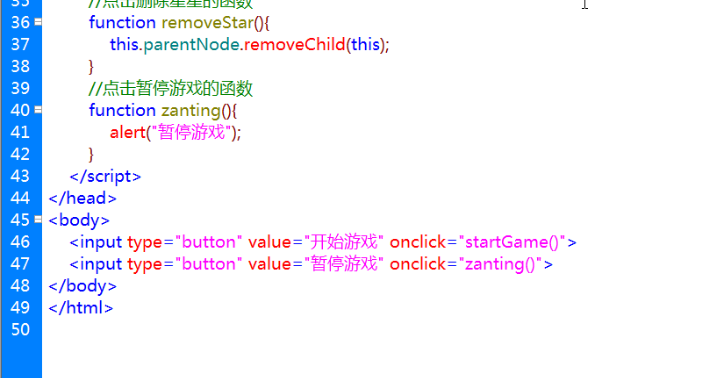 35 //点击删除星星的函数
36 function removeStar(){
37 this.parentNode.removeChild(this);
38 }
39 //点击暂停游戏的函数
40 function zanting(){
41 alert("暂停游戏");
42 }
43 </script>
44 </head>
45 <body>
46 <input type="button" value="开始游戏" onclick="startGame()">
47 <input type="button" value="暂停游戏" onclick="zanting()">
48 </body>
49 </html>
50